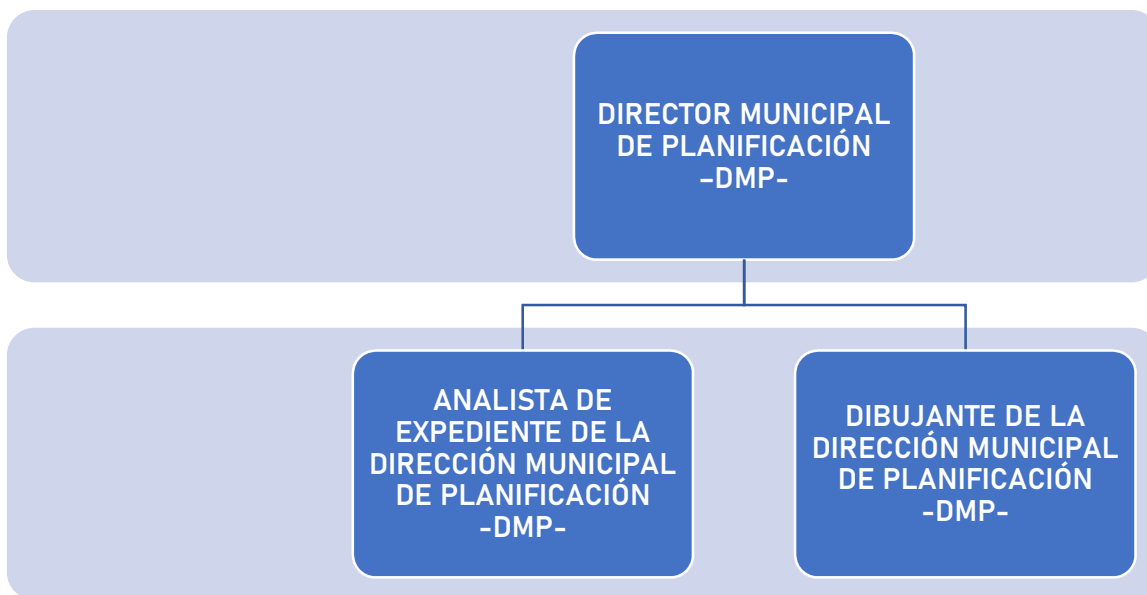 DIRECTOR MUNICIPAL
DE PLANIFICACIÓN
–DMP-
ANALISTA DE
EXPEDIENTE DE LA
DIRECCIÓN MUNICIPAL
DE PLANIFICACIÓN
-DMP-
DIBUJANTE DE LA
DIRECCIÓN MUNICIPAL
DE PLANIFICACIÓN
-DMP-